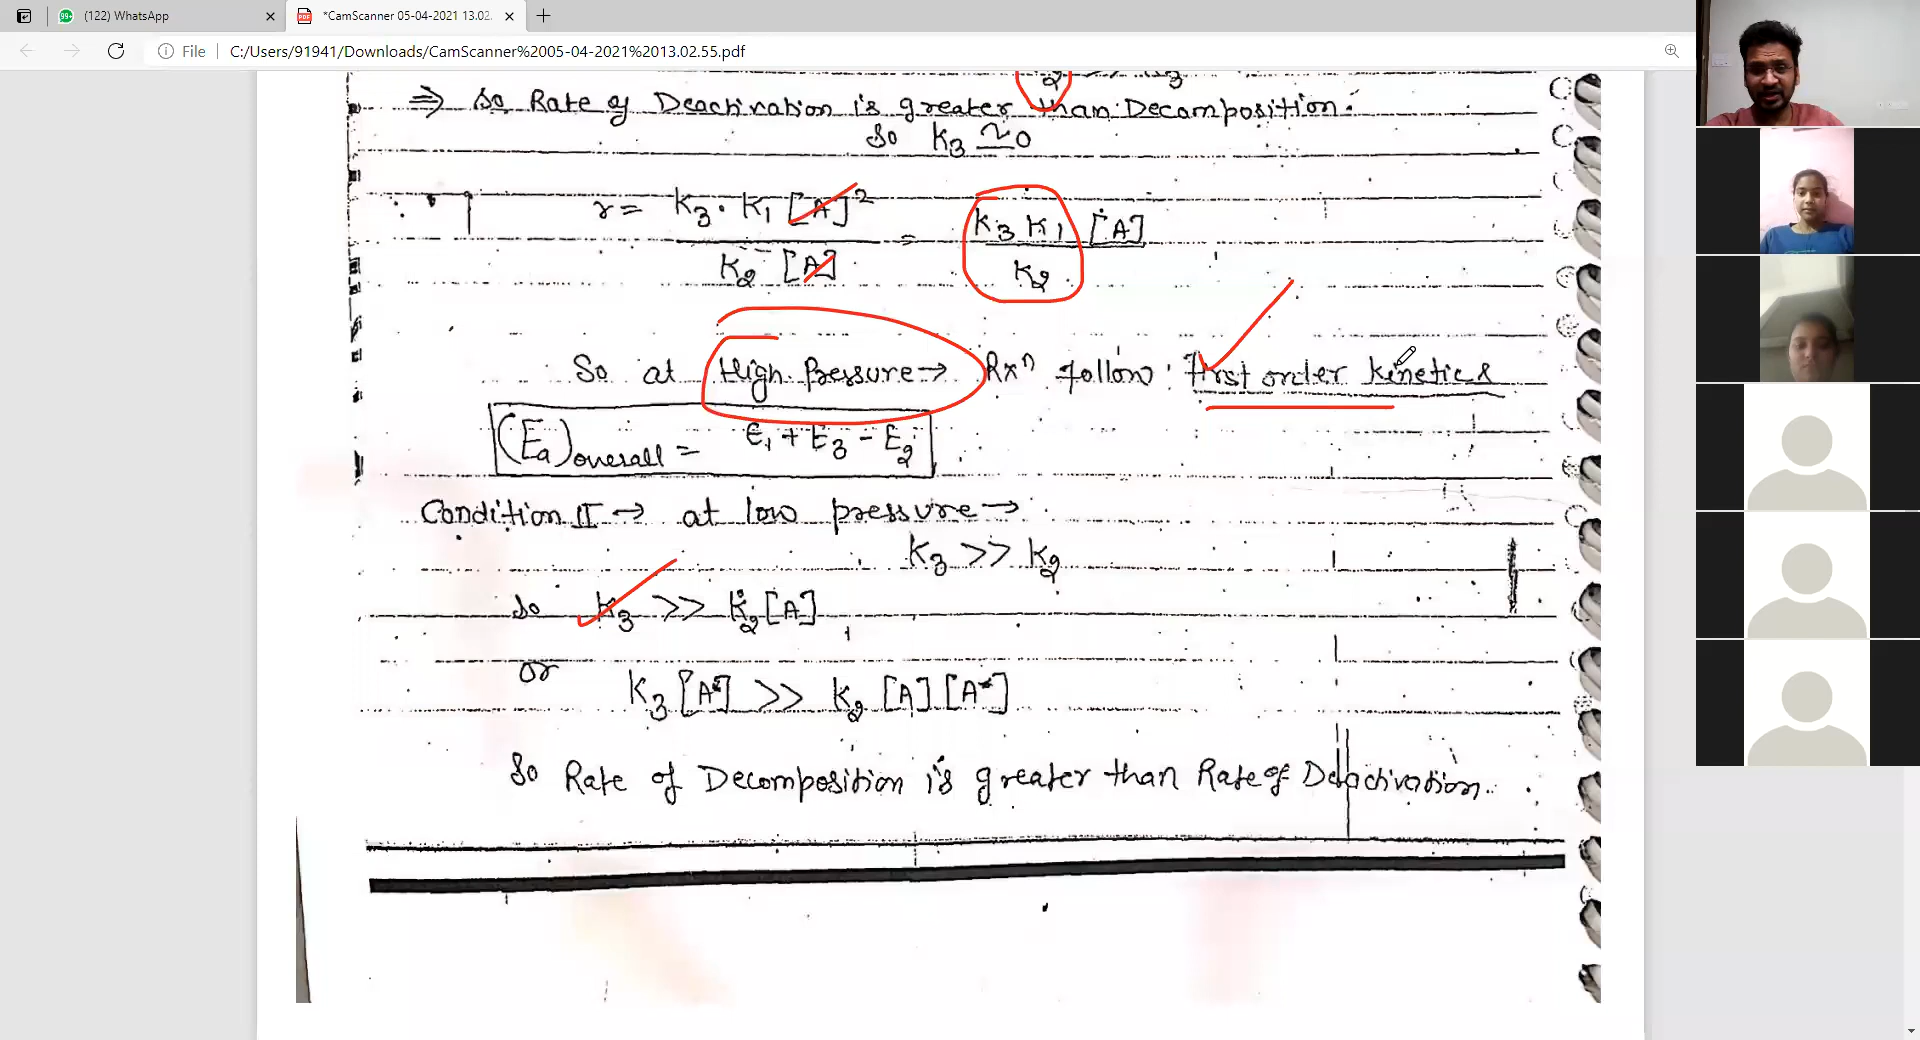 (122) WhatsApp
*CamScanner 05-04-2021 13.02.
File C:/Users/91941/Downloads/CamScanner%2005-04-2021%2013.02.55.pdf
⇒ So Rate of Deactivation is greater than Decomposition.
So K3 ≃ 0
r = K3 · K1 [A]² / K2 [A] = K3 K1 [A] / K2
So at High Pressure → Rxn follow: First order kinetics
(Ea)overall = E1 + E3 - E2
Condition II → at low pressure →
K3 >> K2
So K3 >> K2 [A]
or K3 [A*] >> K2 [A] [A*]
So Rate of Decomposition is greater than Rate of Deactivation.